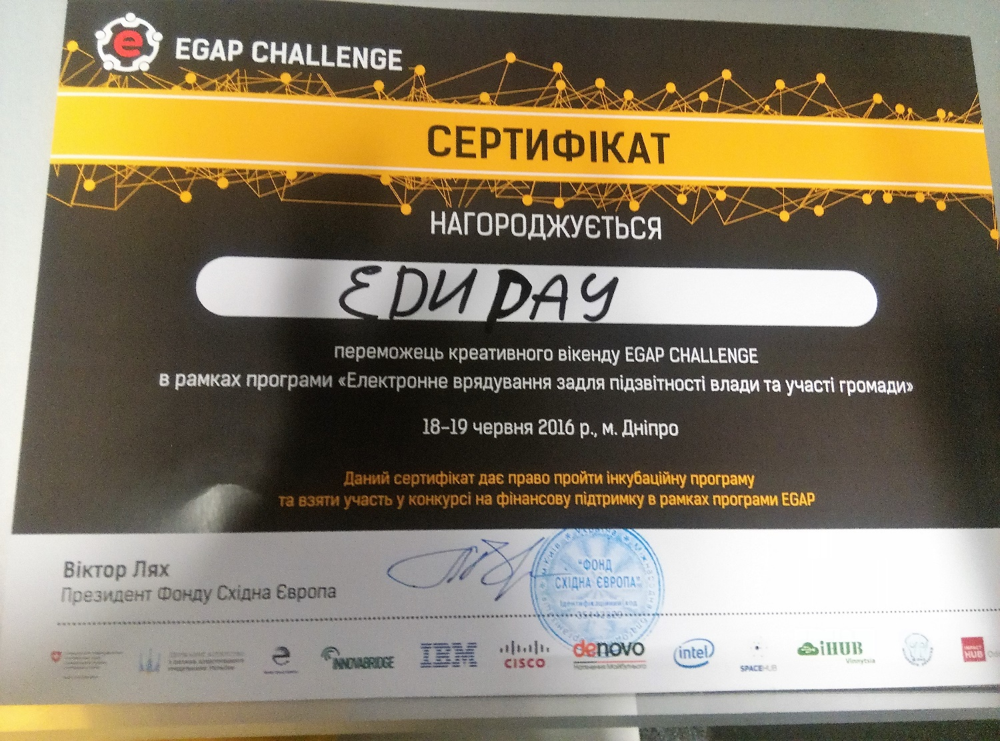 e EGAP CHALLENGE
СЕРТИФІКАТ
НАГОРОДЖУЄТЬСЯ
EDUPAY
переможець креативного вікенду EGAP CHALLENGE
в рамках програми «Електронне врядування задля підзвітності влади та участі громади»
18–19 червня 2016 р., м. Дніпро
Даний сертифікат дає право пройти інкубаційну програму
та взяти участь у конкурсі на фінансову підтримку в рамках програми EGAP
Віктор Лях
Президент Фонду Східна Європа
"ФОНД
СХІДНА ЄВРОПА"
Ідентифікаційний код
INNOVABRIDGE
IBM
CISCO
denovo
intel
SPACEHUB
iHUB
Vinnytsia
IMPACT
HUB